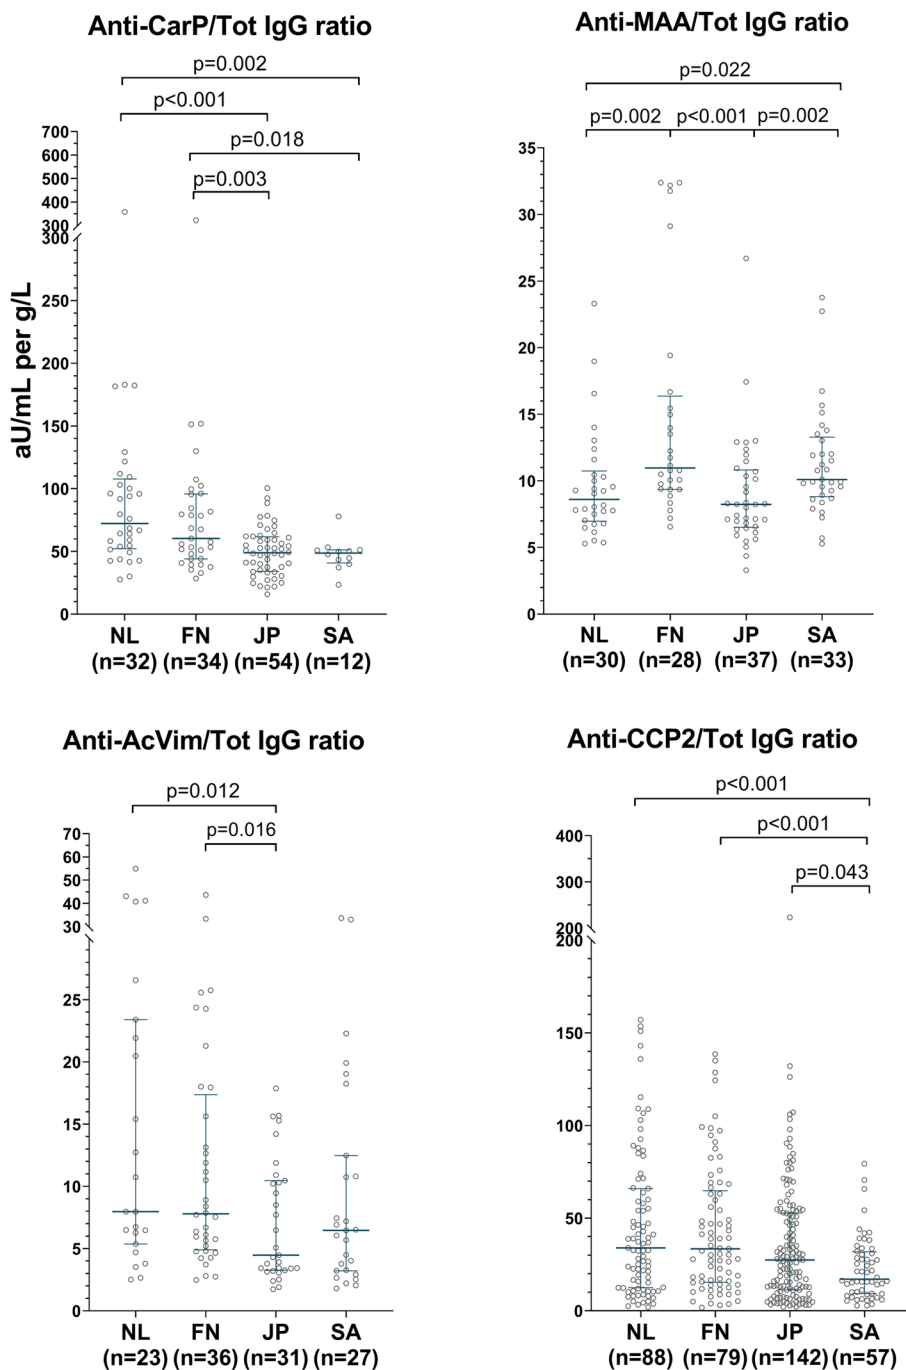 Anti-CarP/Tot IgG ratio
p=0.002
p<0.001
p=0.018
p=0.003
aU/mL per g/L
700
600
500
400
300
300
250
200
150
100
50
0
NL FN JP SA
(n=32) (n=34) (n=54) (n=12)
Anti-MAA/Tot IgG ratio
p=0.022
p=0.002 p<0.001 p=0.002
35
30
25
20
15
10
5
0
NL FN JP SA
(n=30) (n=28) (n=37) (n=33)
Anti-AcVim/Tot IgG ratio
p=0.012
p=0.016
70
60
50
40
30
30
25
20
15
10
5
0
NL FN JP SA
(n=23) (n=36) (n=31) (n=27)
Anti-CCP2/Tot IgG ratio
p<0.001
p<0.001
p=0.043
400
300
200
200
150
100
50
0
NL FN JP SA
(n=88) (n=79) (n=142) (n=57)